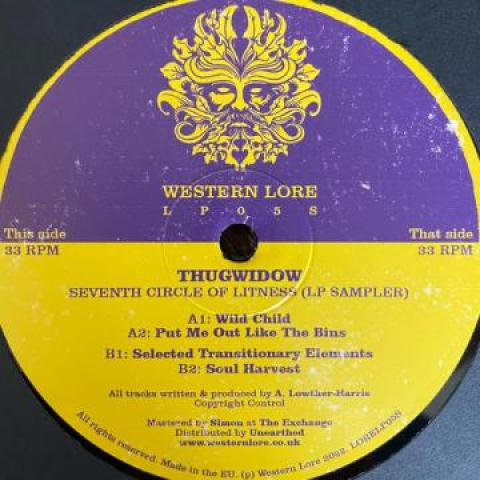 WESTERN LORE
LP05S
This side
33 RPM
That side
33 RPM
THUGWIDOW
SEVENTH CIRCLE OF LITNESS (LP SAMPLER)
A1: Wild Child
A2: Put Me Out Like The Bins
B1: Selected Transitionary Elements
B2: Soul Harvest
All tracks written & produced by A. Lowther-Harris
Copyright Control
Mastered by Simon at The Exchange
Distributed by Unearthed
www.westernlore.co.uk
All rights reserved. Made in the EU. (p) Western Lore 2022. LORELP05S